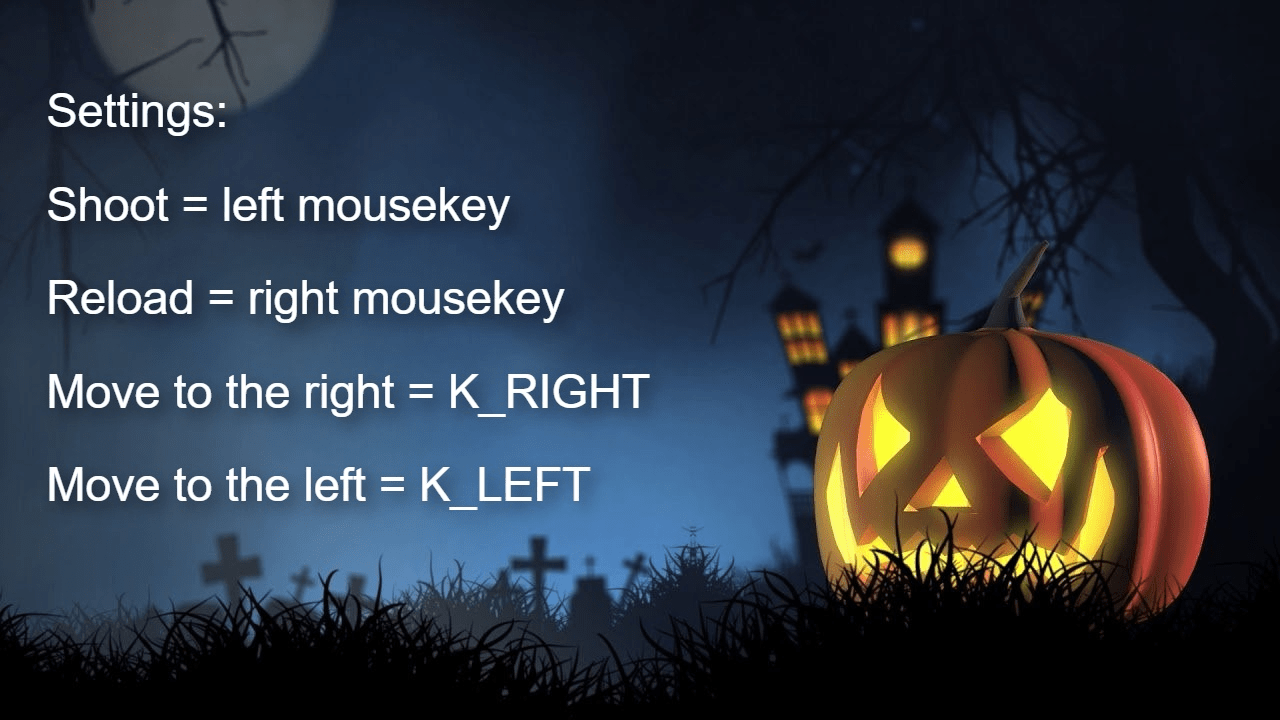 Settings:
Shoot = left mousekey
Reload = right mousekey
Move to the right = K_RIGHT
Move to the left = K_LEFT